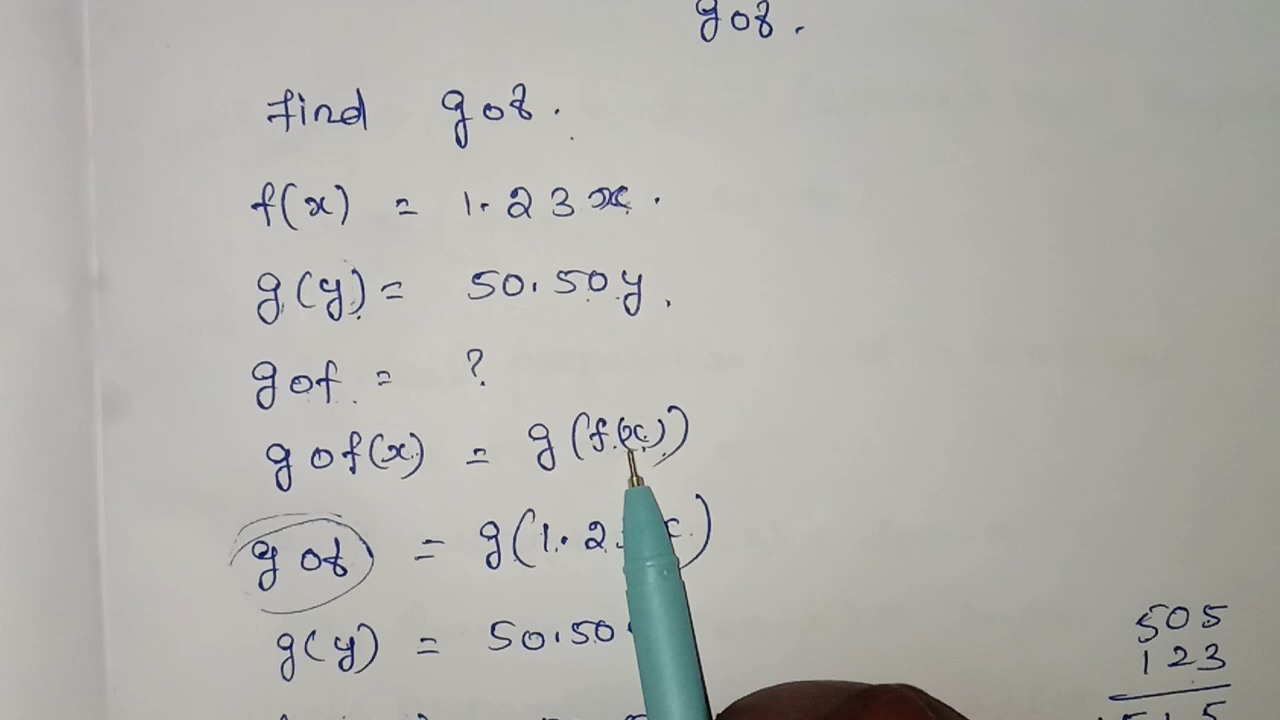 gof.
Find gof.
f(x) = 1.23x.
g(y) = 50.50y.
gof = ?
gof(x) = g(f(x))
gof = g(1.2
g(y) = 50.50
505
123